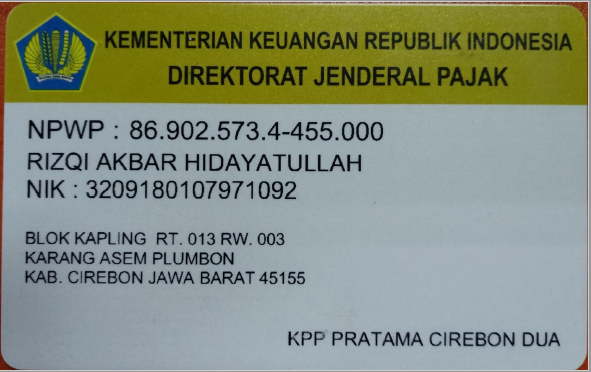 KEMENTERIAN KEUANGAN REPUBLIK INDONESIA
DIREKTORAT JENDERAL PAJAK
NPWP : 86.902.573.4-455.000
RIZQI AKBAR HIDAYATULLAH
NIK : 3209180107971092
BLOK KAPLING RT. 013 RW. 003
KARANG ASEM PLUMBON
KAB. CIREBON JAWA BARAT 45155
KPP PRATAMA CIREBON DUA